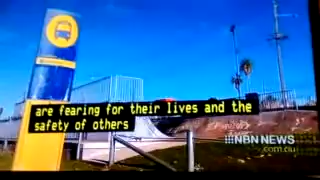 are fearing for their lives and the
safety of others
NBN NEWS
.com.au